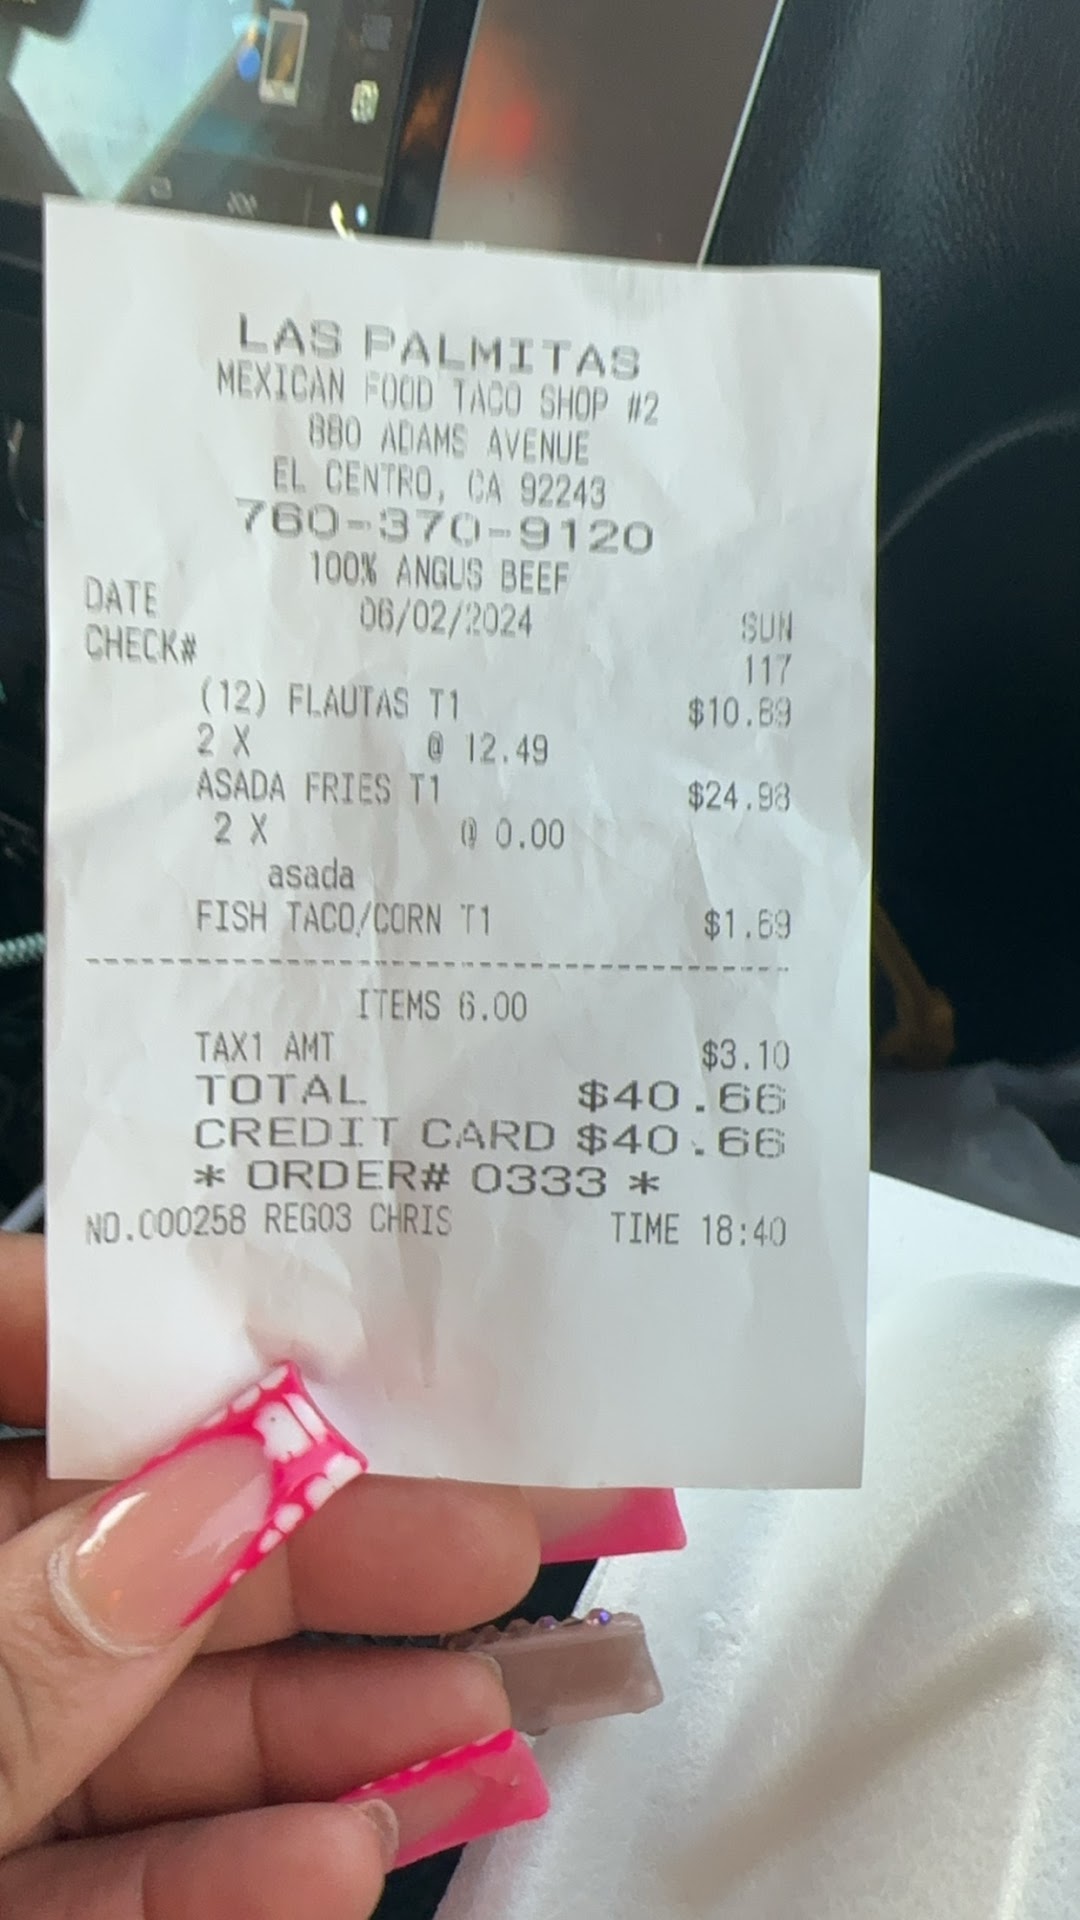 LAS PALMITAS
MEXICAN FOOD TACO SHOP #2
880 ADAMS AVENUE
EL CENTRO, CA 92243
760-370-9120
100% ANGUS BEEF
DATE 06/02/2024 SUN
CHECK# 117
(12) FLAUTAS T1 $10.89
2 X @ 12.49
ASADA FRIES T1 $24.98
2 X @ 0.00
asada
FISH TACO/CORN T1 $1.69
ITEMS 6.00
TAX1 AMT $3.10
TOTAL $40.66
CREDIT CARD $40.66
* ORDER# 0333 *
NO.000258 REG03 CHRIS TIME 18:40